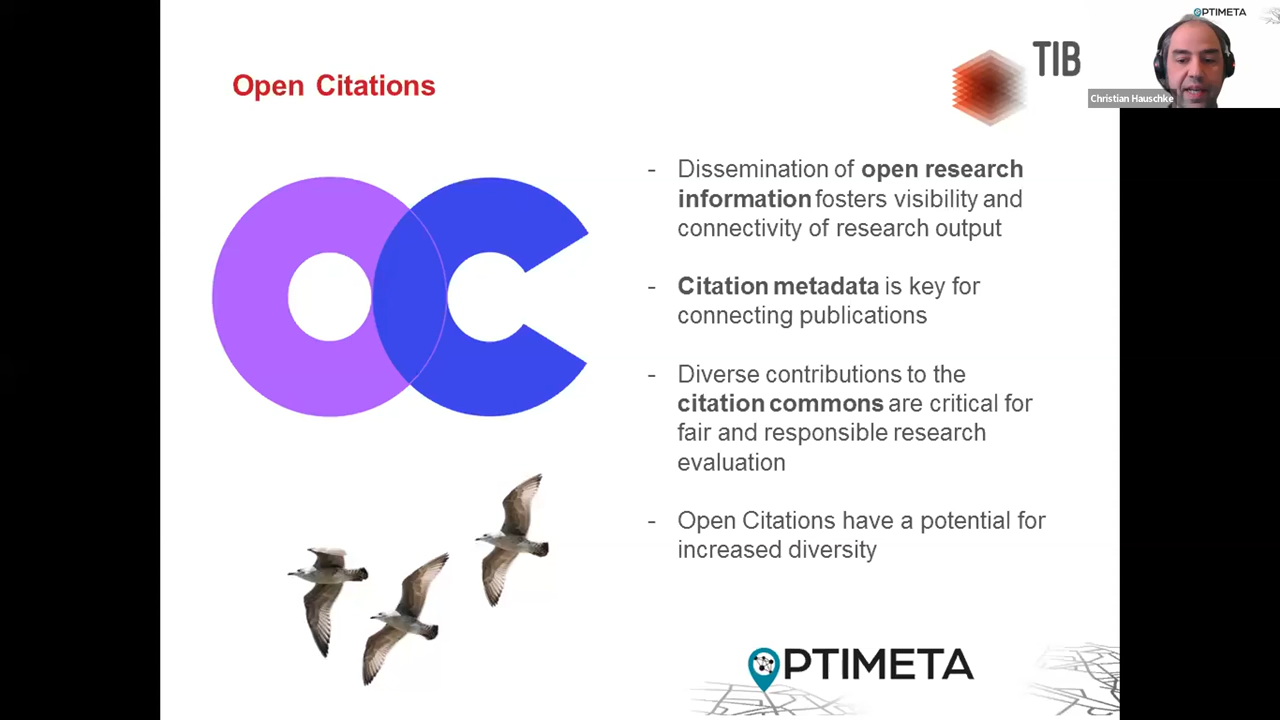 OPTIMETA
TIB
Open Citations
Christian Hauschke
OC
- Dissemination of open research
information fosters visibility and
connectivity of research output
- Citation metadata is key for
connecting publications
- Diverse contributions to the
citation commons are critical for
fair and responsible research
evaluation
- Open Citations have a potential for
increased diversity
OPTIMETA